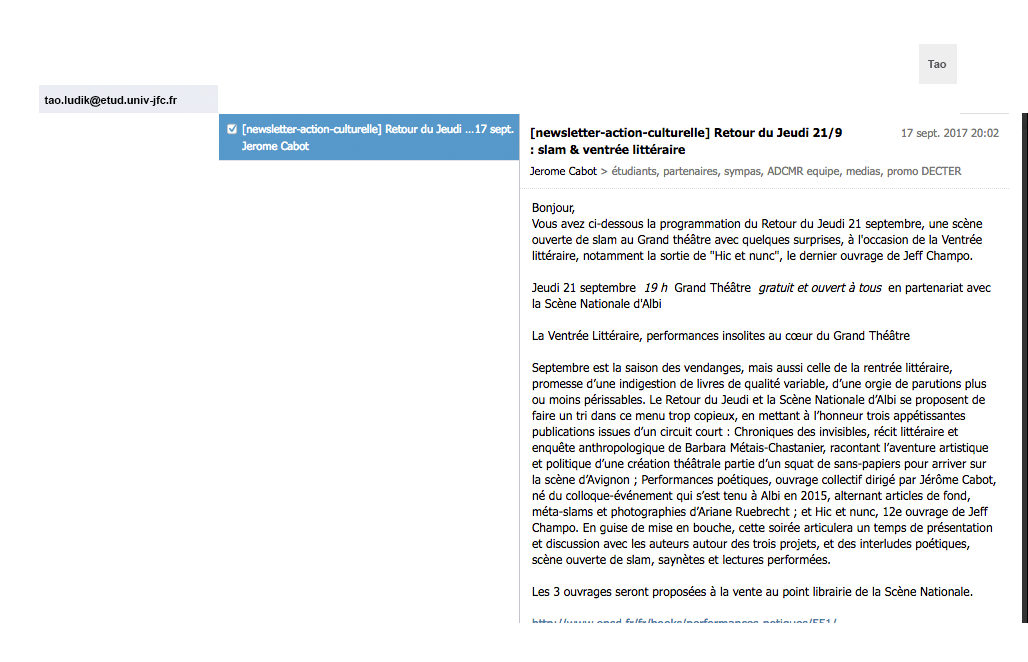 Tao
tao.ludik@etud.univ-jfc.fr
[newsletter-action-culturelle] Retour du Jeudi ...17 sept.
Jerome Cabot
[newsletter-action-culturelle] Retour du Jeudi 21/9 17 sept. 2017 20:02
: slam & ventrée littéraire
Jerome Cabot > étudiants, partenaires, sympas, ADCMR equipe, medias, promo DECTER
Bonjour,
Vous avez ci-dessous la programmation du Retour du Jeudi 21 septembre, une scène
ouverte de slam au Grand théâtre avec quelques surprises, à l'occasion de la Ventrée
littéraire, notamment la sortie de "Hic et nunc", le dernier ouvrage de Jeff Champo.
Jeudi 21 septembre 19 h Grand Théâtre gratuit et ouvert à tous en partenariat avec
la Scène Nationale d'Albi
La Ventrée Littéraire, performances insolites au cœur du Grand Théâtre
Septembre est la saison des vendanges, mais aussi celle de la rentrée littéraire,
promesse d’une indigestion de livres de qualité variable, d’une orgie de parutions plus
ou moins périssables. Le Retour du Jeudi et la Scène Nationale d’Albi se proposent de
faire un tri dans ce menu trop copieux, en mettant à l’honneur trois appétissantes
publications issues d’un circuit court : Chroniques des invisibles, récit littéraire et
enquête anthropologique de Barbara Métais-Chastanier, racontant l’aventure artistique
et politique d’une création théâtrale partie d’un squat de sans-papiers pour arriver sur
la scène d’Avignon ; Performances poétiques, ouvrage collectif dirigé par Jérôme Cabot,
né du colloque-événement qui s’est tenu à Albi en 2015, alternant articles de fond,
méta-slams et photographies d’Ariane Ruebrecht ; et Hic et nunc, 12e ouvrage de Jeff
Champo. En guise de mise en bouche, cette soirée articulera un temps de présentation
et discussion avec les auteurs autour des trois projets, et des interludes poétiques,
scène ouverte de slam, saynètes et lectures performées.
Les 3 ouvrages seront proposées à la vente au point librairie de la Scène Nationale.